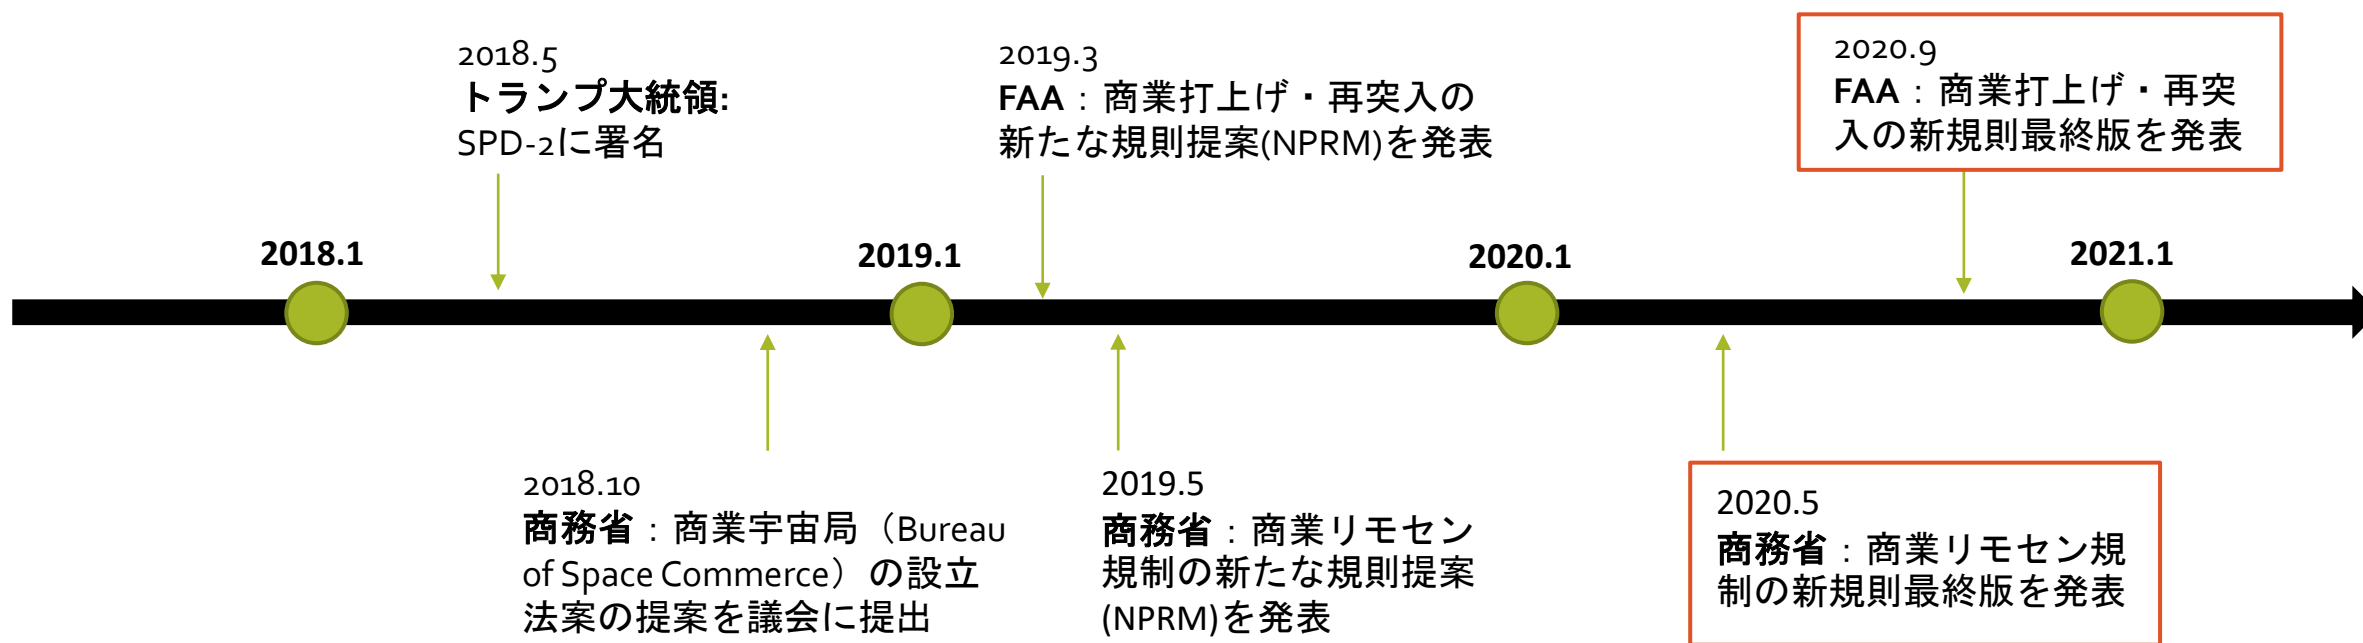 2018.5
トランプ大統領:
SPD-2に署名
2019.3
FAA：商業打上げ・再突入の
新たな規則提案(NPRM)を発表
2020.9
FAA：商業打上げ・再突
入の新規則最終版を発表
2018.1
2019.1
2020.1
2021.1
2018.10
商務省：商業宇宙局（Bureau
of Space Commerce）の設立
法案の提案を議会に提出
2019.5
商務省：商業リモセン
規制の新たな規則提案
(NPRM)を発表
2020.5
商務省：商業リモセン規
制の新規則最終版を発表